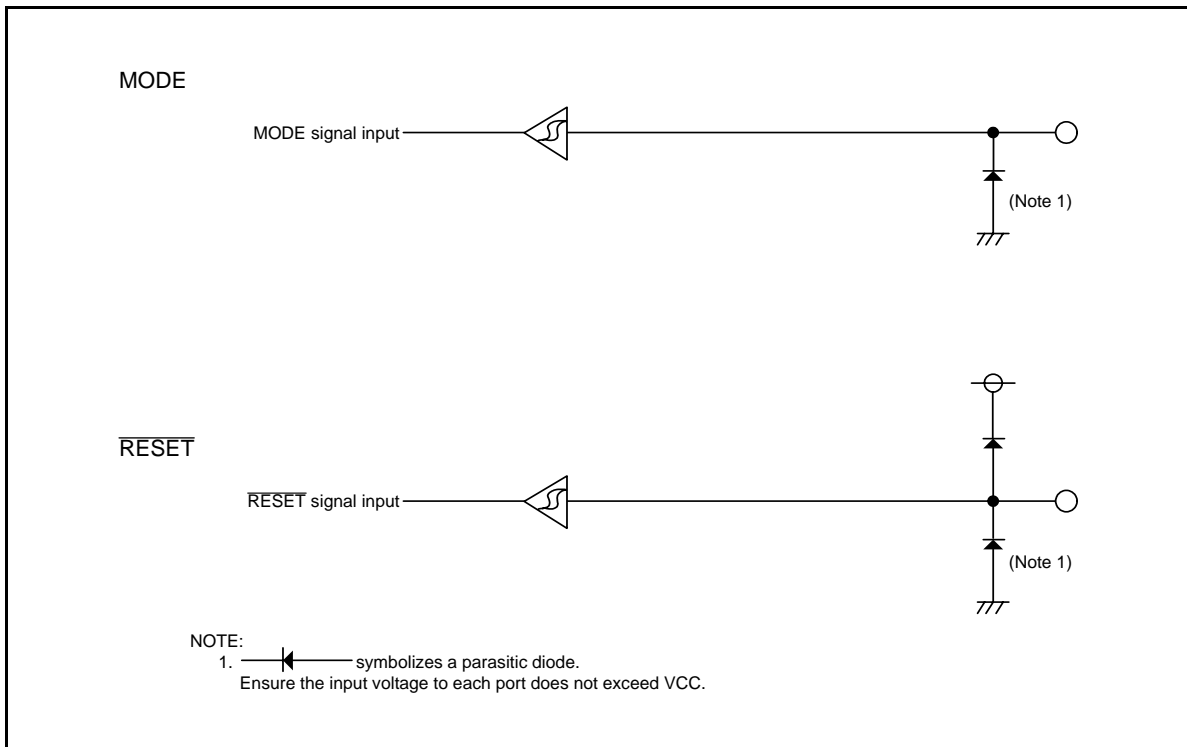 MODE
MODE signal input
(Note 1)
RESET
RESET signal input
(Note 1)
NOTE:
1. symbolizes a parasitic diode.
Ensure the input voltage to each port does not exceed VCC.